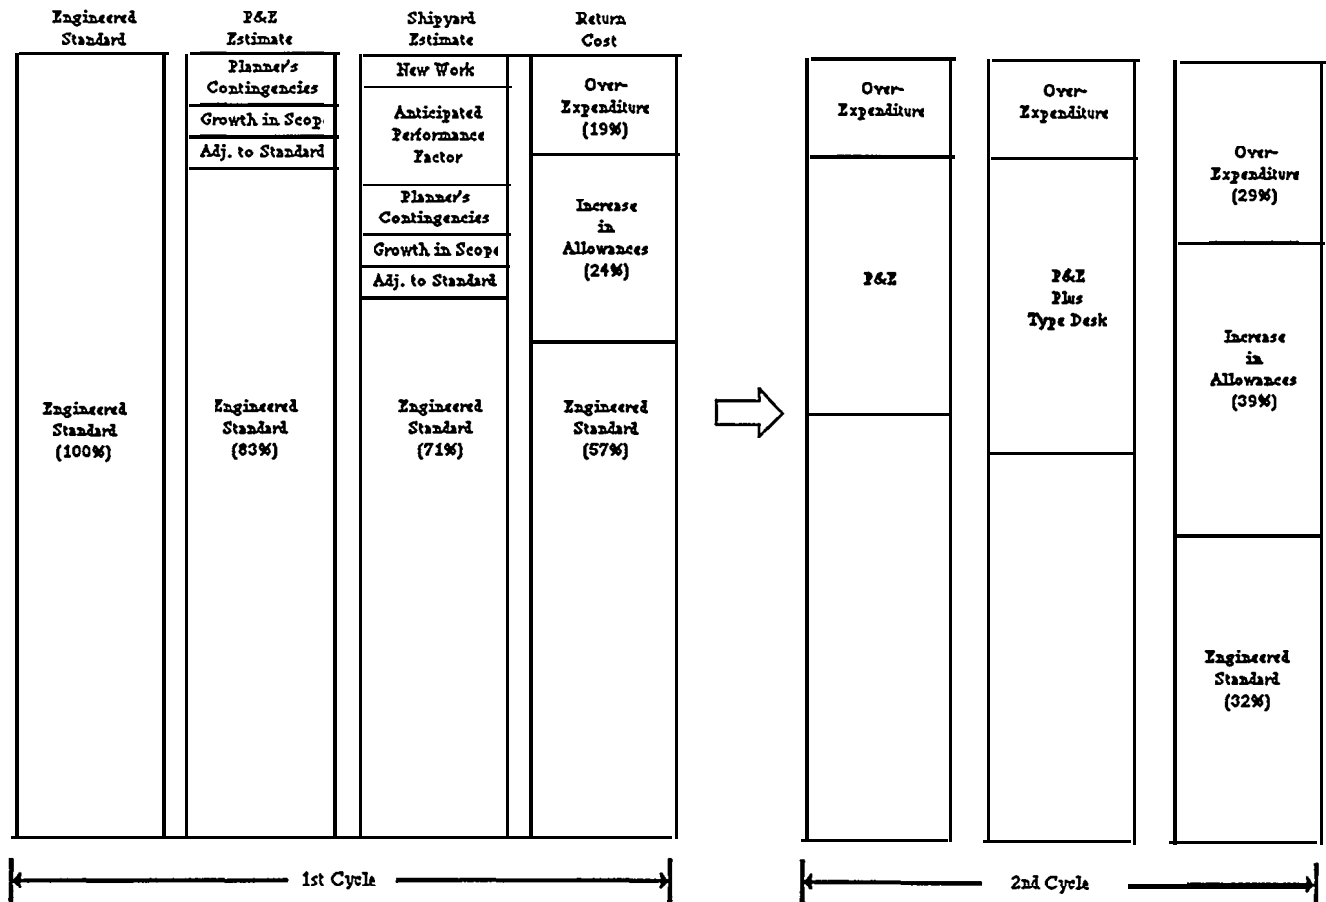 Engineered
Standard
P&E
Estimate
Shipyard
Estimate
Return
Cost
Engineered
Standard
(100%)
Planner's
Contingencies
Growth in Scop
Adj. to Standard
Engineered
Standard
(83%)
New Work
Anticipated
Performance
Factor
Planner's
Contingencies
Growth in Scope
Adj. to Standard
Engineered
Standard
(71%)
Over-
Expenditure
(19%)
Increase
in
Allowances
(24%)
Engineered
Standard
(57%)
Over-
Expenditure
P&E
Over-
Expenditure
P&E
Plus
Type Desk
Over-
Expenditure
(29%)
Increase
in
Allowances
(39%)
Engineered
Standard
(32%)
1st Cycle
2nd Cycle